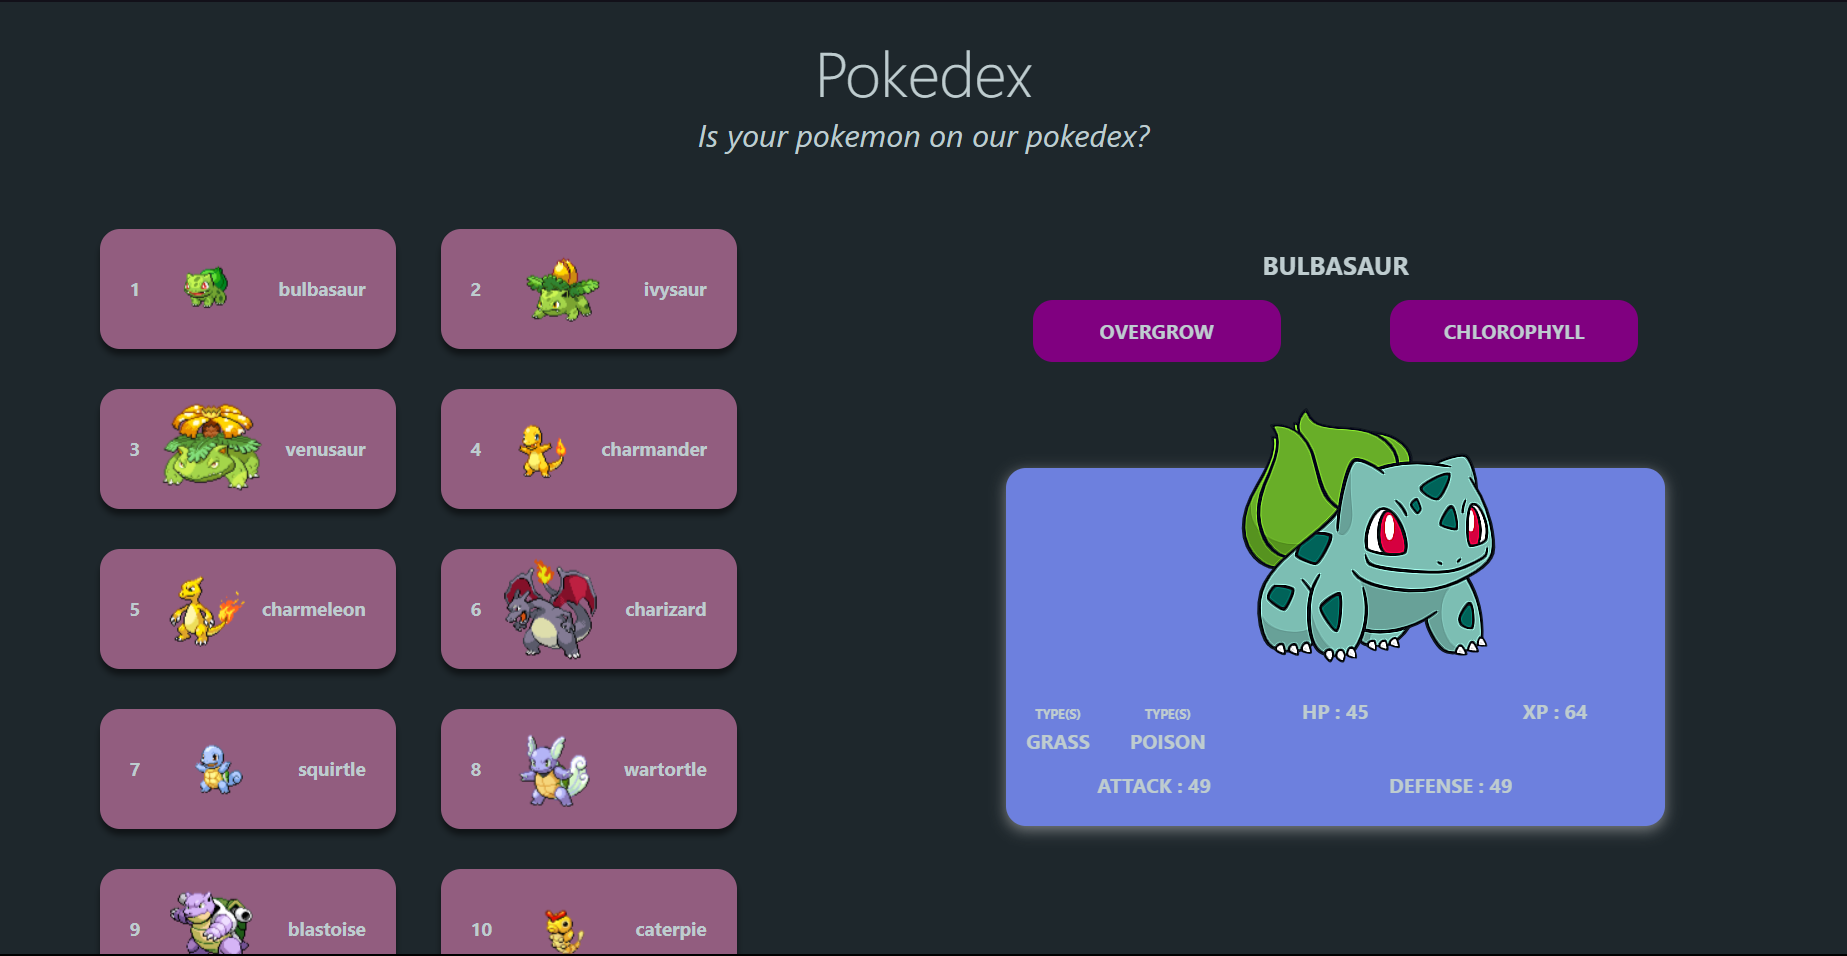 Pokedex
Is your pokemon on our pokedex?
1 bulbasaur
2 ivysaur
3 venusaur
4 charmander
5 charmeleon
6 charizard
7 squirtle
8 wartortle
9 blastoise
10 caterpie
BULBASAUR
OVERGROW CHLOROPHYLL
TYPE(S) TYPE(S) HP : 45 XP : 64
GRASS POISON
ATTACK : 49 DEFENSE : 49